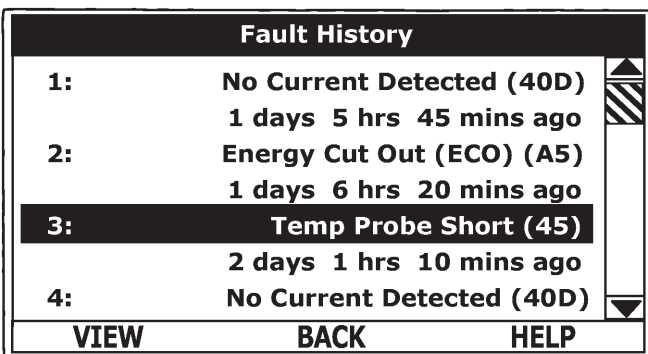 Fault History
1: No Current Detected (40D)
1 days 5 hrs 45 mins ago
2: Energy Cut Out (ECO) (A5)
1 days 6 hrs 20 mins ago
3: Temp Probe Short (45)
2 days 1 hrs 10 mins ago
4: No Current Detected (40D)
VIEW BACK HELP